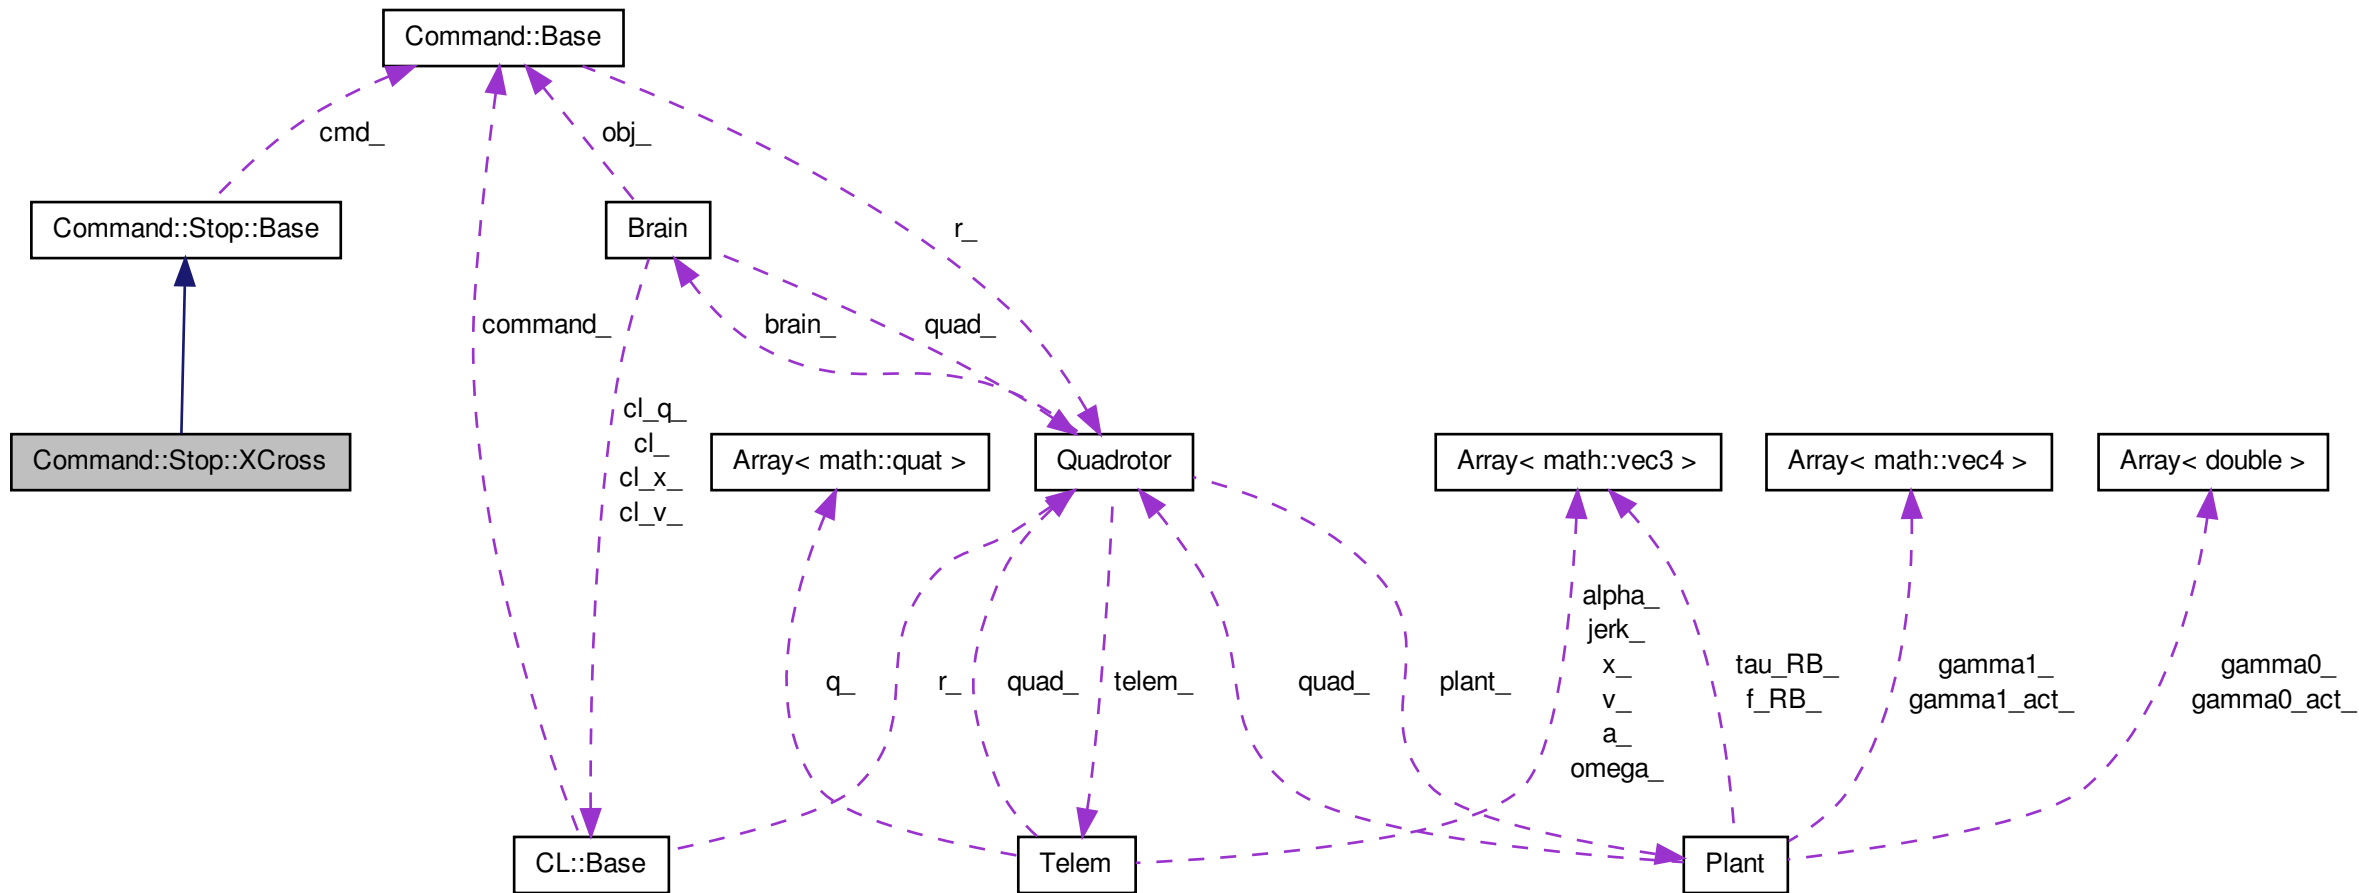 Command::Base
cmd_
obj_
Command::Stop::Base
Brain
r_
command_
brain_
quad_
cl_q_
cl_
cl_x_
cl_v_
Command::Stop::XCross
Array< math::quat >
Quadrotor
Array< math::vec3 >
Array< math::vec4 >
Array< double >
q_
r_
quad_
telem_
quad_
plant_
alpha_
jerk_
x_
v_
a_
omega_
tau_RB_
f_RB_
gamma1_
gamma1_act_
gamma0_
gamma0_act_
CL::Base
Telem
Plant